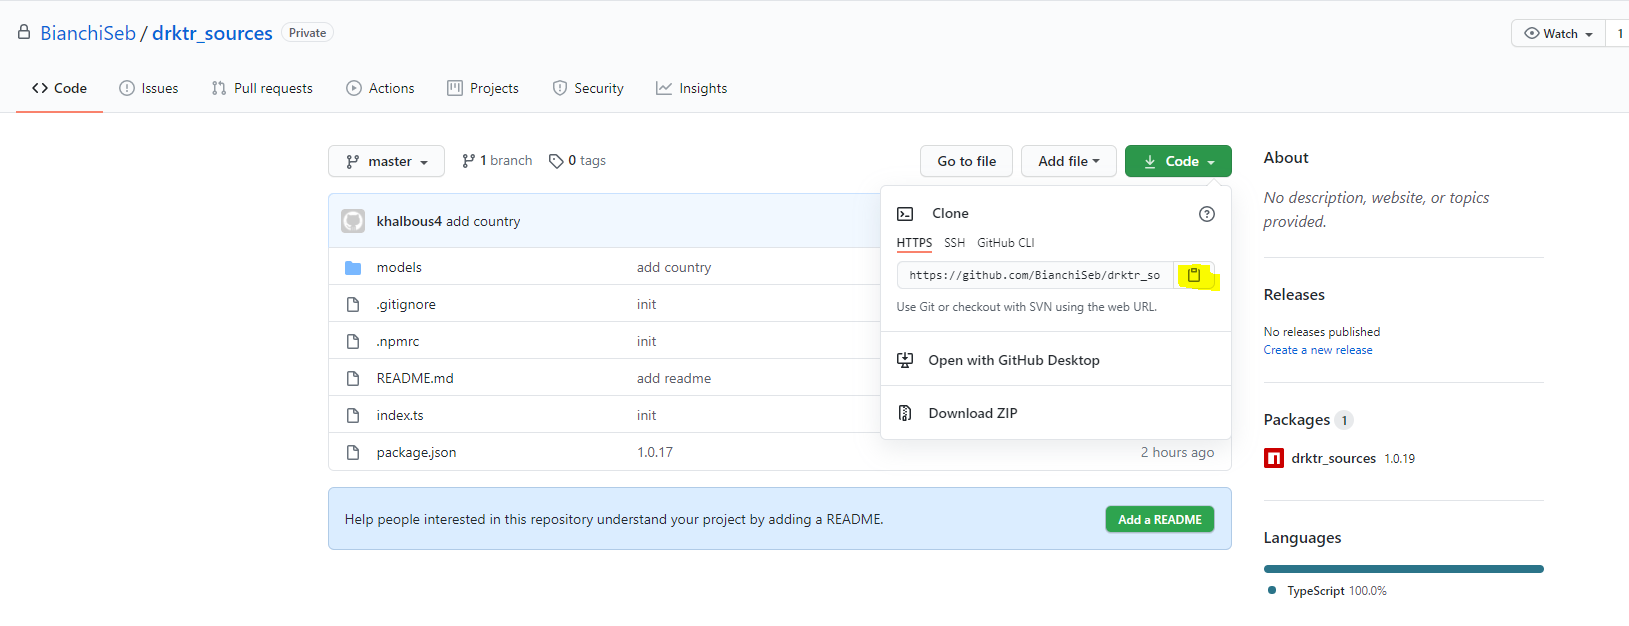 BianchiSeb / drktr_sources Private
Watch 1
Code Issues Pull requests Actions Projects Security Insights
master 1 branch 0 tags
Go to file Add file Code
khalbous4 add country
models add country
.gitignore init
.npmrc init
README.md add readme
index.ts init
package.json 1.0.17 2 hours ago
Clone
HTTPS SSH GitHub CLI
https://github.com/BianchiSeb/drktr_so
Use Git or checkout with SVN using the web URL.
Open with GitHub Desktop
Download ZIP
Help people interested in this repository understand your project by adding a README.
Add a README
About
No description, website, or topics
provided.
Releases
No releases published
Create a new release
Packages 1
drktr_sources 1.0.19
Languages
TypeScript 100.0%